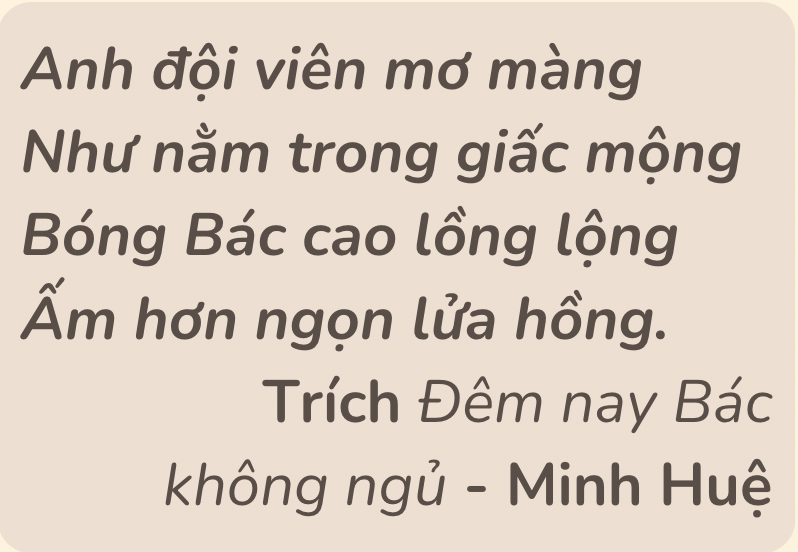 Anh đội viên mơ màng
Như nằm trong giấc mộng
Bóng Bác cao lồng lộng
Ấm hơn ngọn lửa hồng.
Trích Đêm nay Bác
không ngủ - Minh Huệ